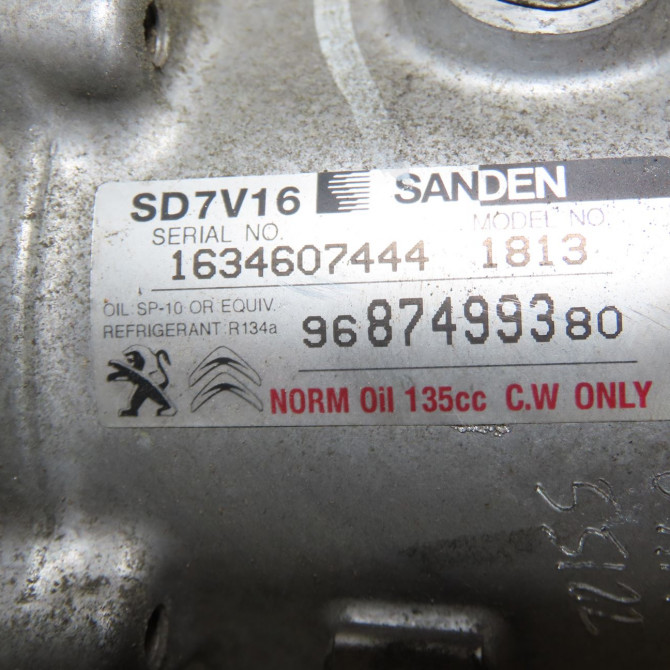 SD7V16 SANDEN
SERIAL NO. MODEL NO.
1634607444 1813
OIL SP-10 OR EQUIV.
REFRIGERANT R134a
9687499380
NORM Oil 135cc C.W ONLY